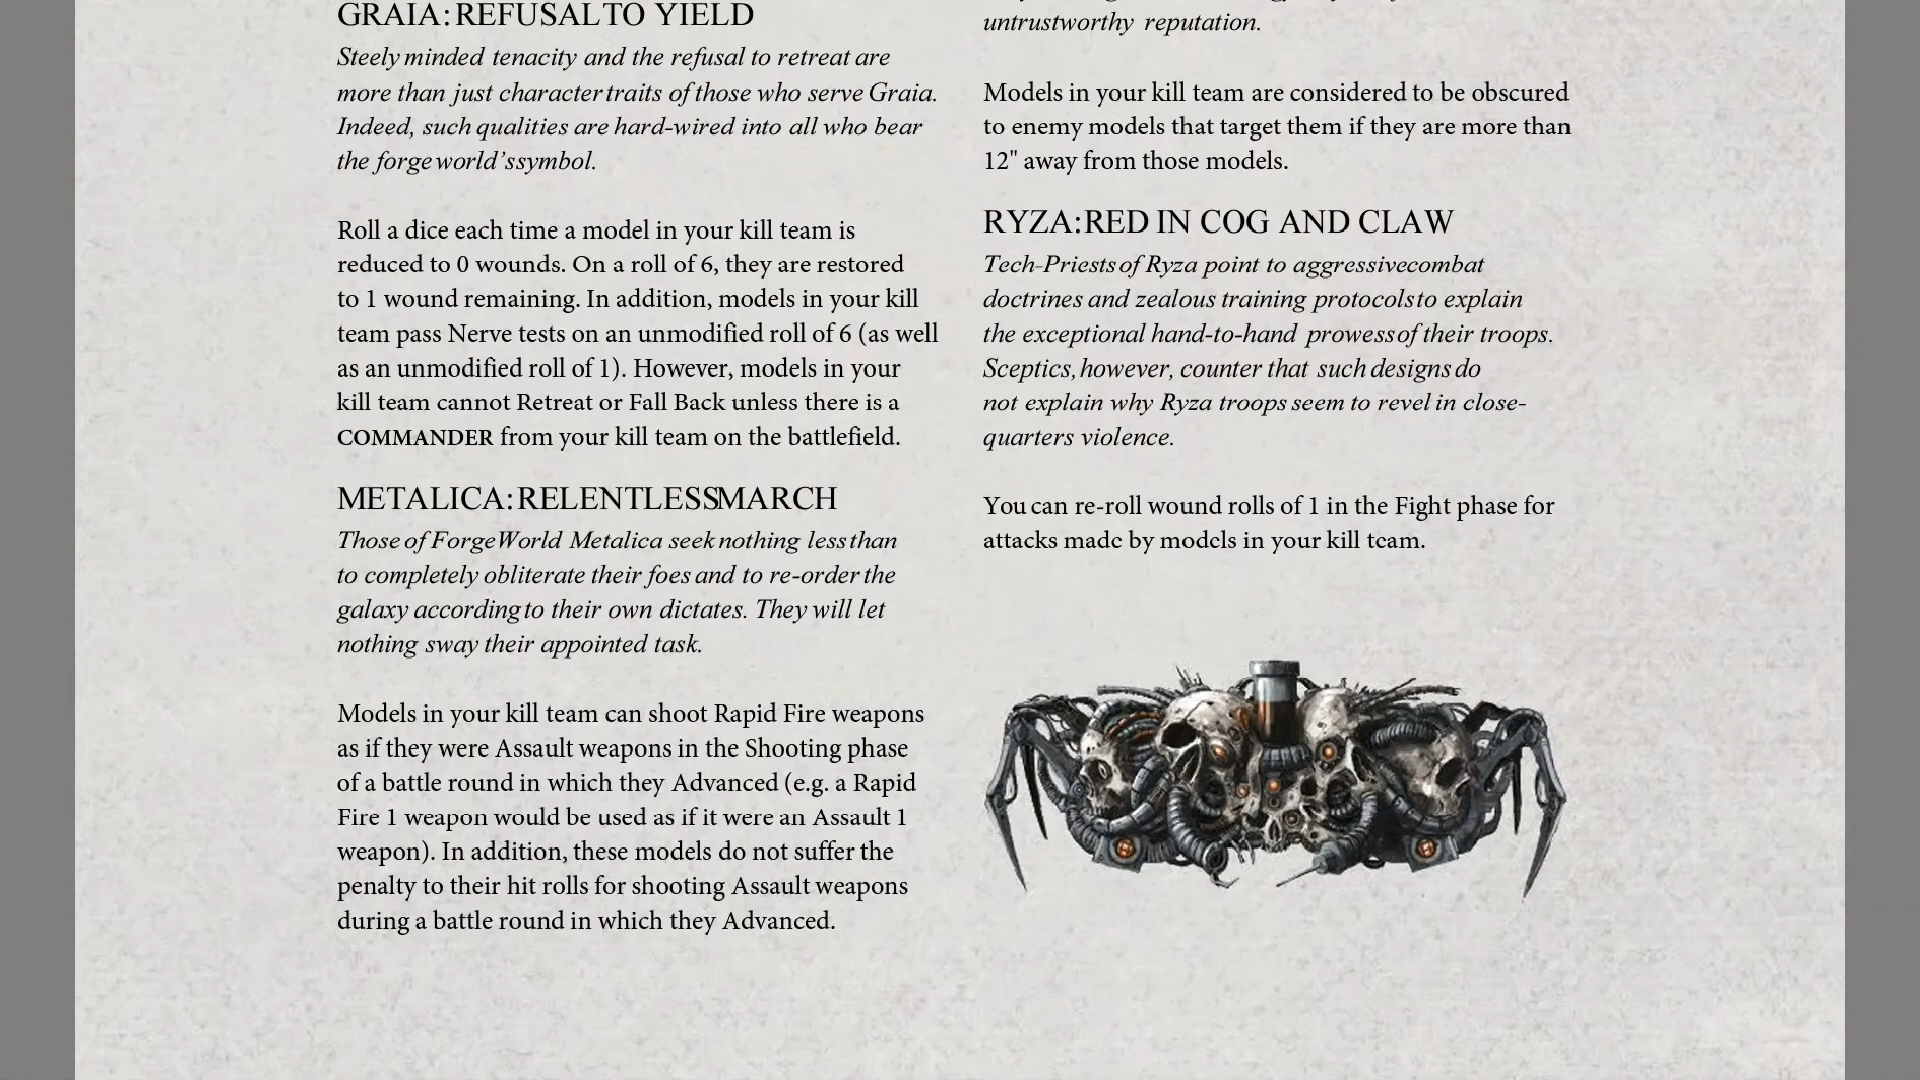 GRAIA: REFUSAL TO YIELD
Steely minded tenacity and the refusal to retreat are
more than just character traits of those who serve Graia.
Indeed, such qualities are hard-wired into all who bear
the forge world's symbol.
Roll a dice each time a model in your kill team is
reduced to 0 wounds. On a roll of 6, they are restored
to 1 wound remaining. In addition, models in your kill
team pass Nerve tests on an unmodified roll of 6 (as well
as an unmodified roll of 1). However, models in your
kill team cannot Retreat or Fall Back unless there is a
COMMANDER from your kill team on the battlefield.
METALICA: RELENTLESS MARCH
Those of Forge World Metalica seek nothing less than
to completely obliterate their foes and to re-order the
galaxy according to their own dictates. They will let
nothing sway their appointed task.
Models in your kill team can shoot Rapid Fire weapons
as if they were Assault weapons in the Shooting phase
of a battle round in which they Advanced (e.g. a Rapid
Fire 1 weapon would be used as if it were an Assault 1
weapon). In addition, these models do not suffer the
penalty to their hit rolls for shooting Assault weapons
during a battle round in which they Advanced.
untrustworthy reputation.
Models in your kill team are considered to be obscured
to enemy models that target them if they are more than
12" away from those models.
RYZA: RED IN COG AND CLAW
Tech-Priests of Ryza point to aggressive combat
doctrines and zealous training protocols to explain
the exceptional hand-to-hand prowess of their troops.
Sceptics, however, counter that such designs do
not explain why Ryza troops seem to revel in close-
quarters violence.
You can re-roll wound rolls of 1 in the Fight phase for
attacks made by models in your kill team.